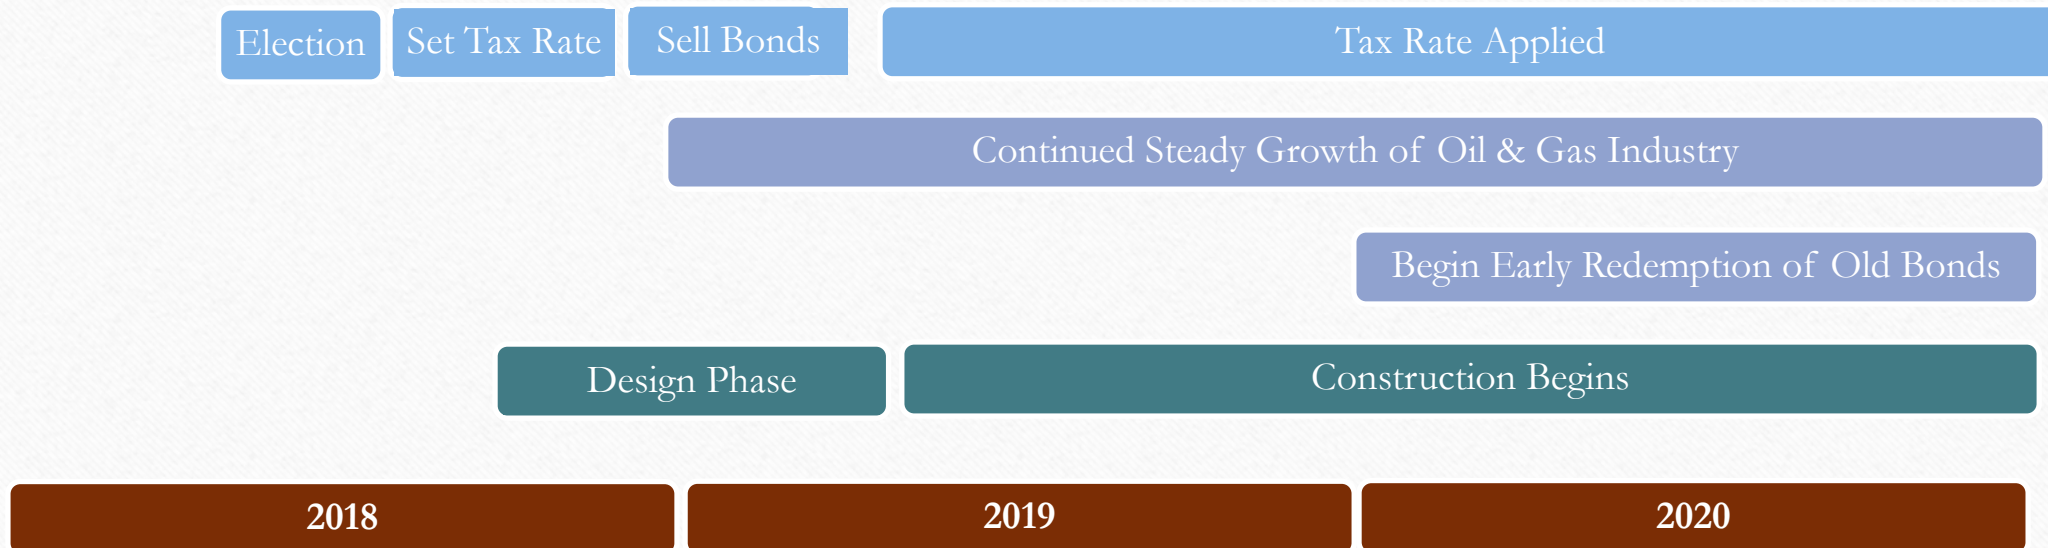 Election
Set Tax Rate
Sell Bonds
Tax Rate Applied
Continued Steady Growth of Oil & Gas Industry
Begin Early Redemption of Old Bonds
Design Phase
Construction Begins
2018
2019
2020